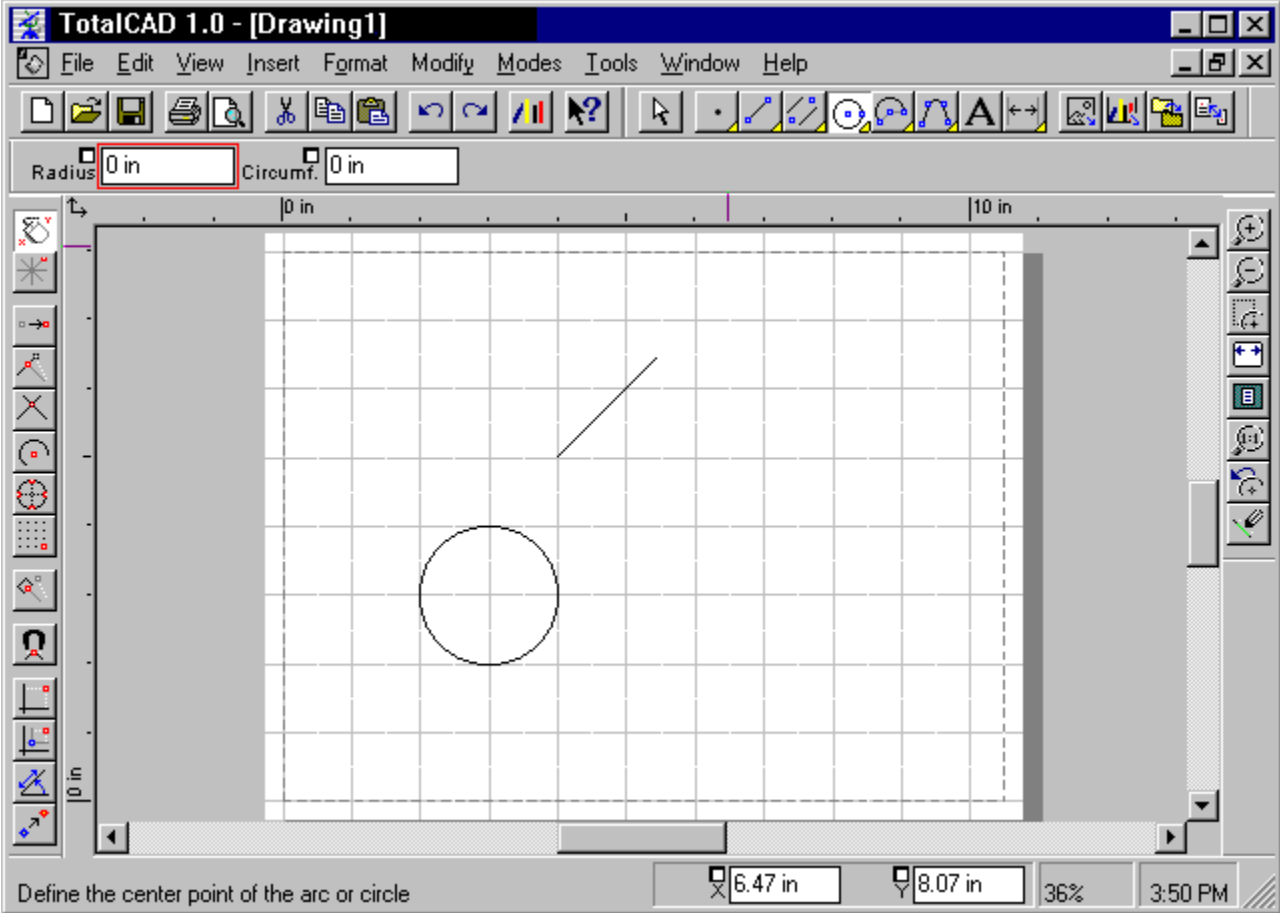 TotalCAD 1.0 - [Drawing1]
File Edit View Insert Format Modify Modes Tools Window Help
A
Radius 0 in Circumf. 0 in
0 in 10 in
0 in
Define the center point of the arc or circle X 6.47 in Y 8.07 in 36% 3:50 PM